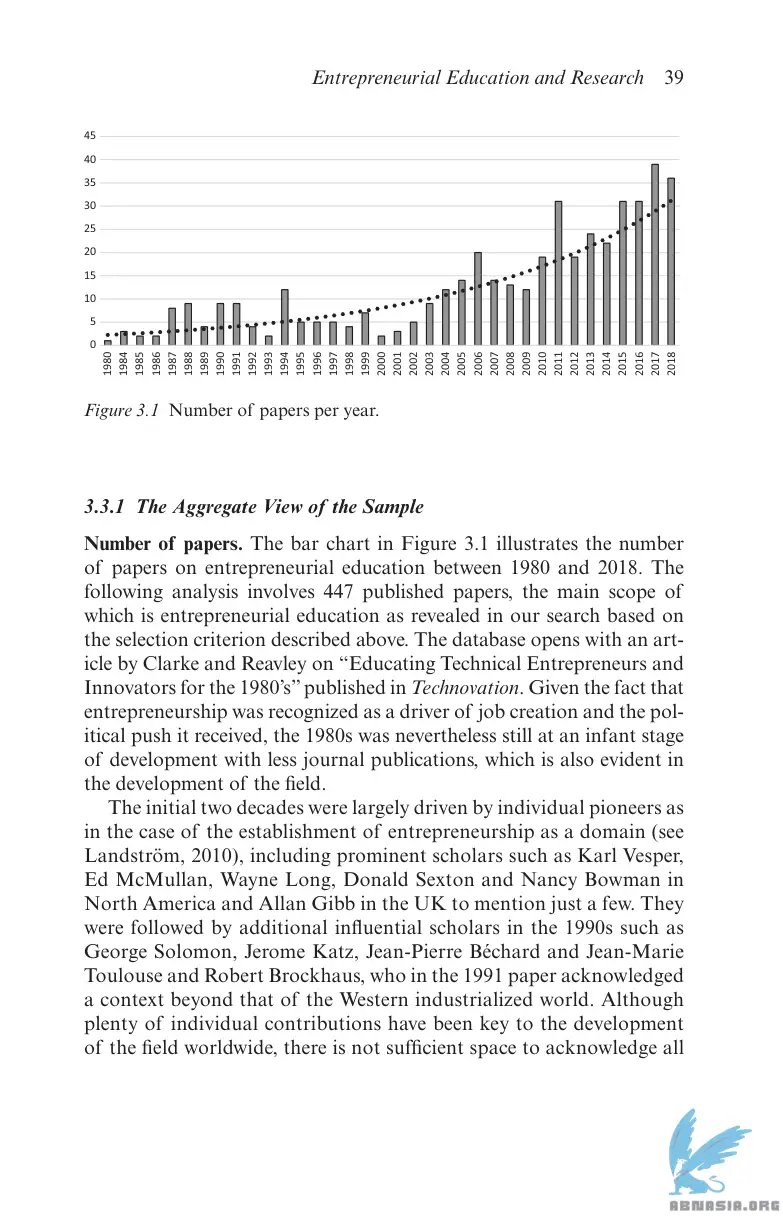 Entrepreneurial Education and Research 39
45
40
35
30
25
20
15
10
5
0
1980 1984 1985 1986 1987 1988 1989 1990 1991 1992 1993 1994 1995 1996 1997 1998 1999 2000 2001 2002 2003 2004 2005 2006 2007 2008 2009 2010 2011 2012 2013 2014 2015 2016 2017 2018
Figure 3.1 Number of papers per year.
3.3.1 The Aggregate View of the Sample
Number of papers. The bar chart in Figure 3.1 illustrates the number
of papers on entrepreneurial education between 1980 and 2018. The
following analysis involves 447 published papers, the main scope of
which is entrepreneurial education as revealed in our search based on
the selection criterion described above. The database opens with an art-
icle by Clarke and Reavley on “Educating Technical Entrepreneurs and
Innovators for the 1980’s” published in Technovation. Given the fact that
entrepreneurship was recognized as a driver of job creation and the pol-
itical push it received, the 1980s was nevertheless still at an infant stage
of development with less journal publications, which is also evident in
the development of the field.
The initial two decades were largely driven by individual pioneers as
in the case of the establishment of entrepreneurship as a domain (see
Landström, 2010), including prominent scholars such as Karl Vesper,
Ed McMullan, Wayne Long, Donald Sexton and Nancy Bowman in
North America and Allan Gibb in the UK to mention just a few. They
were followed by additional influential scholars in the 1990s such as
George Solomon, Jerome Katz, Jean-Pierre Béchard and Jean-Marie
Toulouse and Robert Brockhaus, who in the 1991 paper acknowledged
a context beyond that of the Western industrialized world. Although
plenty of individual contributions have been key to the development
of the field worldwide, there is not sufficient space to acknowledge all
ABNASIA.ORG